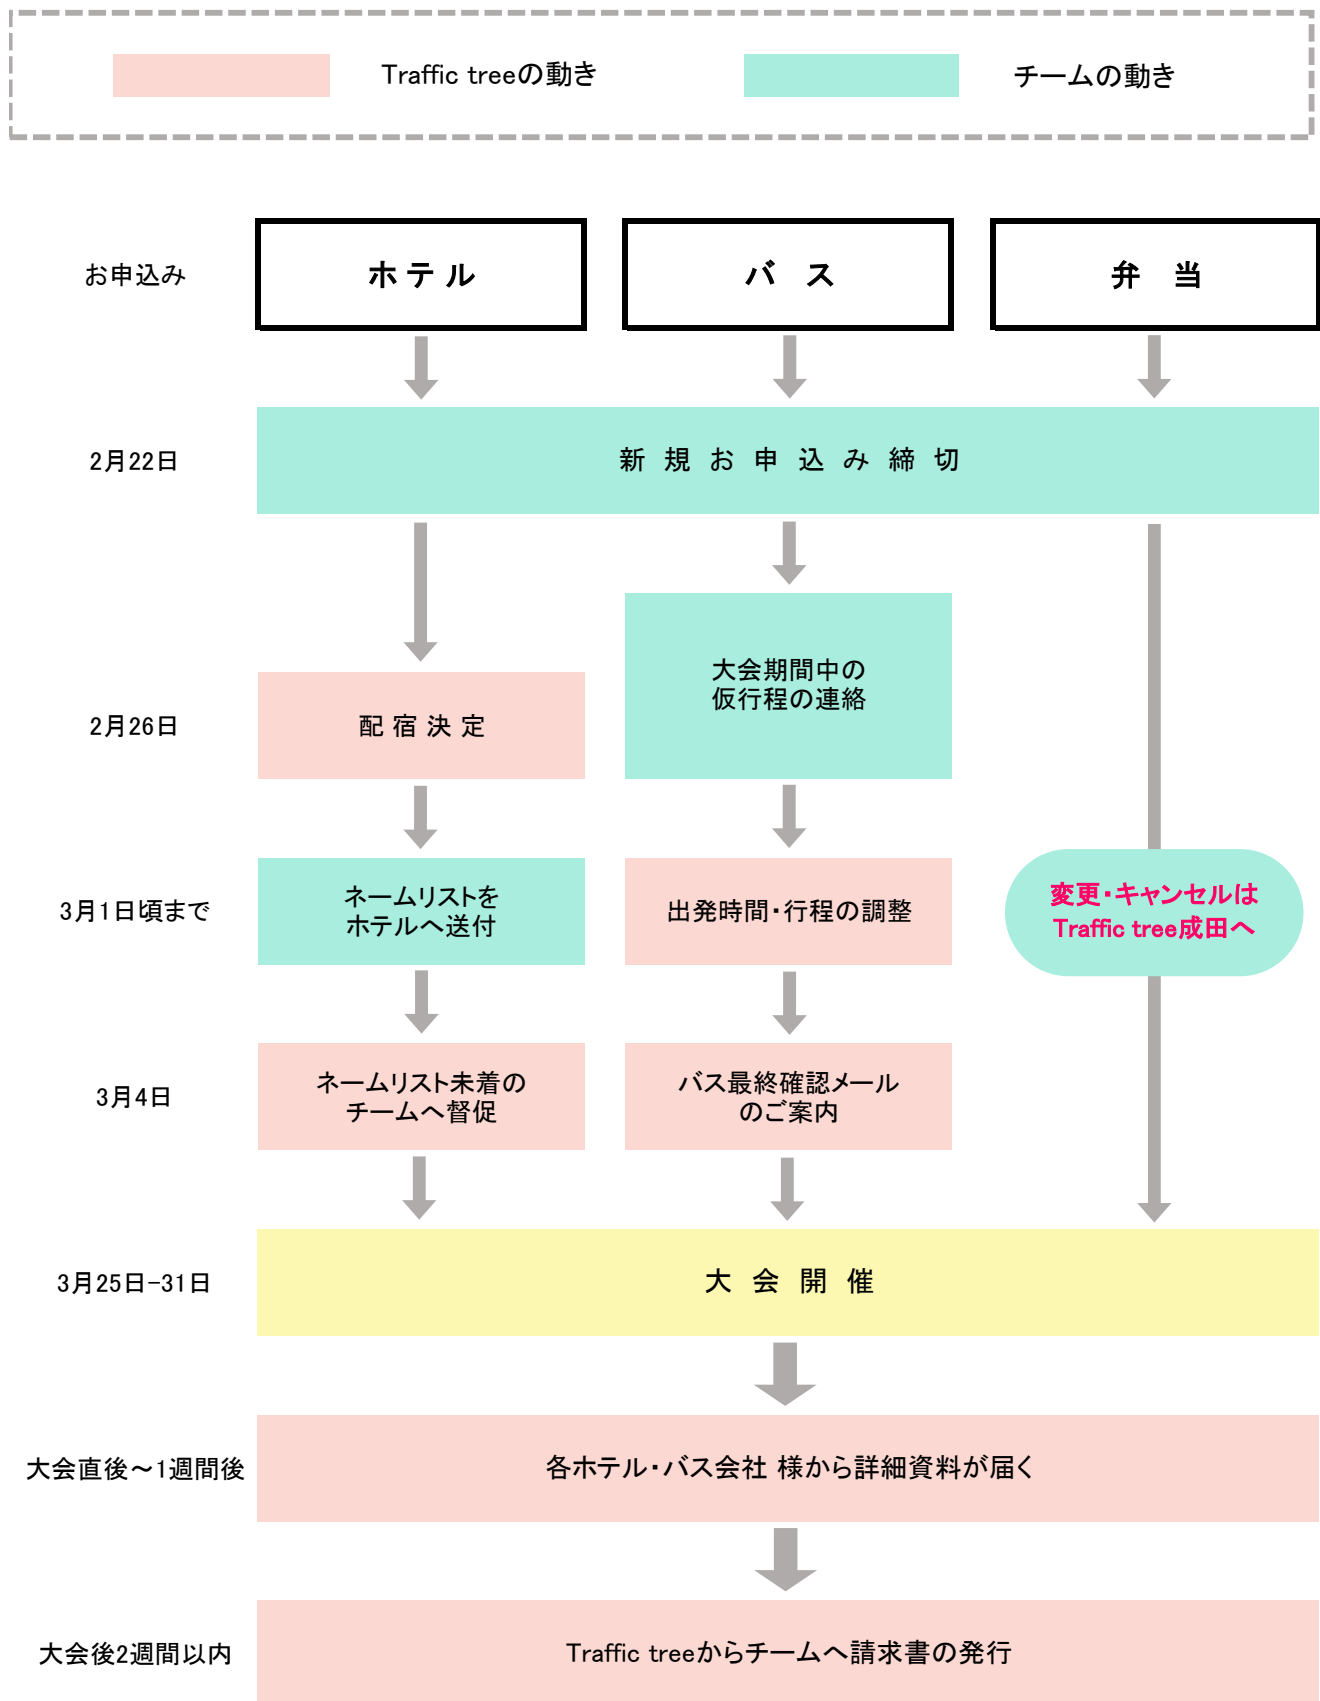 Traffic treeの動き
チームの動き
お申込み
ホテル
バ ス
弁 当
2月22日
新規お申込み締切
2月26日
配宿決定
大会期間中の
仮行程の連絡
3月1日頃まで
ネームリストを
ホテルへ送付
出発時間・行程の調整
変更・キャンセルは
Traffic tree成田へ
3月4日
ネームリスト未着の
チームへ督促
バス最終確認メール
のご案内
3月25日-31日
大会開催
大会直後～1週間後
各ホテル・バス会社 様から詳細資料が届く
大会後2週間以内
Traffic treeからチームへ請求書の発行